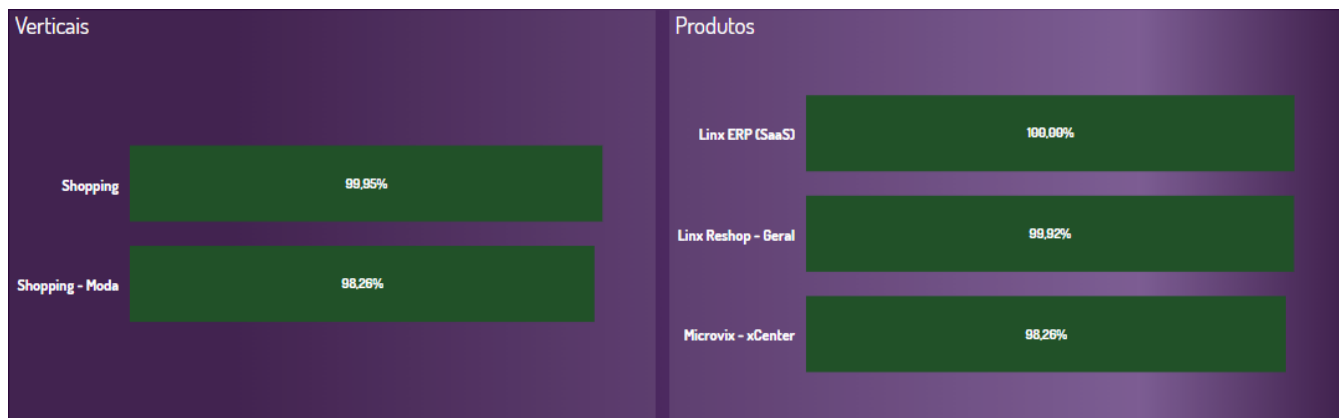 Verticais
Shopping
99,95%
Shopping - Moda
98,26%
Produtos
Linx ERP (SaaS)
100,00%
Linx Reshop - Geral
99,92%
Microvix - xCenter
98,26%